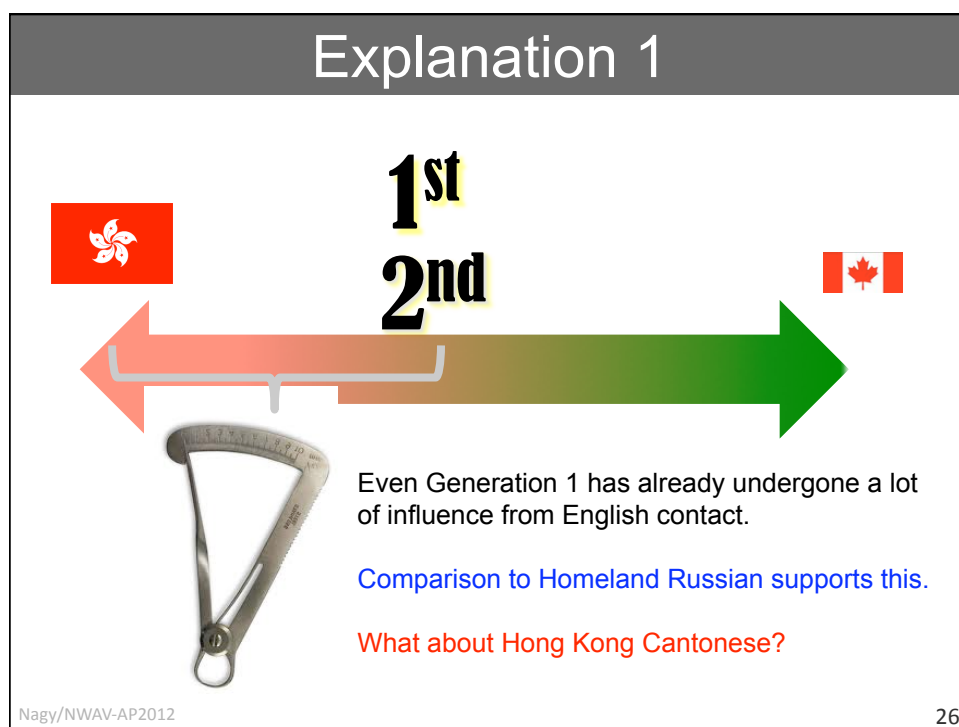 Explanation 1
1st
2nd
Even Generation 1 has already undergone a lot
of influence from English contact.
Comparison to Homeland Russian supports this.
What about Hong Kong Cantonese?
Nagy/NWAV-AP2012
26